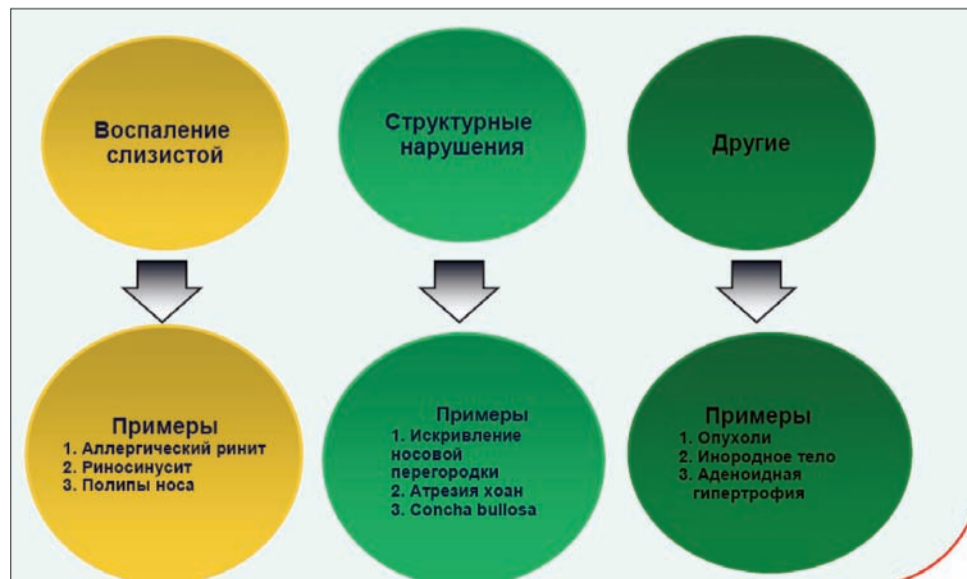 Воспаление
слизистой
Структурные
нарушения
Другие
Примеры
1. Аллергический ринит
2. Риносинусит
3. Полипы носа
Примеры
1. Искривление
носовой
перегородки
2. Атрезия хоан
3. Concha bullosa
Примеры
1. Опухоли
2. Инородное тело
3. Аденоидная
гипертрофия